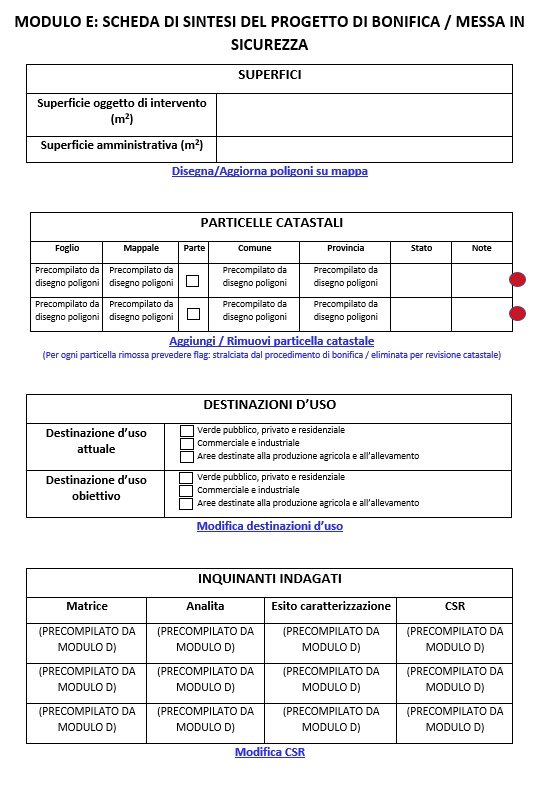 MODULO E: SCHEDA DI SINTESI DEL PROGETTO DI BONIFICA / MESSA IN
SICUREZZA
SUPERFICI
Superficie oggetto di intervento
(m²)
Superficie amministrativa (m²)
Disegna/Aggiorna poligoni su mappa
PARTICELLE CATASTALI
Foglio Mappale Parte Comune Provincia Stato Note
Precompilato da Precompilato da Precompilato da Precompilato da
disegno poligoni disegno poligoni disegno poligoni disegno poligoni
Precompilato da Precompilato da Precompilato da Precompilato da
disegno poligoni disegno poligoni disegno poligoni disegno poligoni
Aggiungi / Rimuovi particella catastale
(Per ogni particella rimossa prevedere flag: stralciata dal procedimento di bonifica / eliminata per revisione catastale)
DESTINAZIONI D’USO
Destinazione d’uso
attuale
Verde pubblico, privato e residenziale
Commerciale e industriale
Aree destinate alla produzione agricola e all’allevamento
Destinazione d’uso
obiettivo
Verde pubblico, privato e residenziale
Commerciale e industriale
Aree destinate alla produzione agricola e all’allevamento
Modifica destinazioni d’uso
INQUINANTI INDAGATI
Matrice Analita Esito caratterizzazione CSR
(PRECOMPILATO DA (PRECOMPILATO DA (PRECOMPILATO DA (PRECOMPILATO DA
MODULO D) MODULO D) MODULO D) MODULO D)
(PRECOMPILATO DA (PRECOMPILATO DA (PRECOMPILATO DA (PRECOMPILATO DA
MODULO D) MODULO D) MODULO D) MODULO D)
(PRECOMPILATO DA (PRECOMPILATO DA (PRECOMPILATO DA (PRECOMPILATO DA
MODULO D) MODULO D) MODULO D) MODULO D)
Modifica CSR